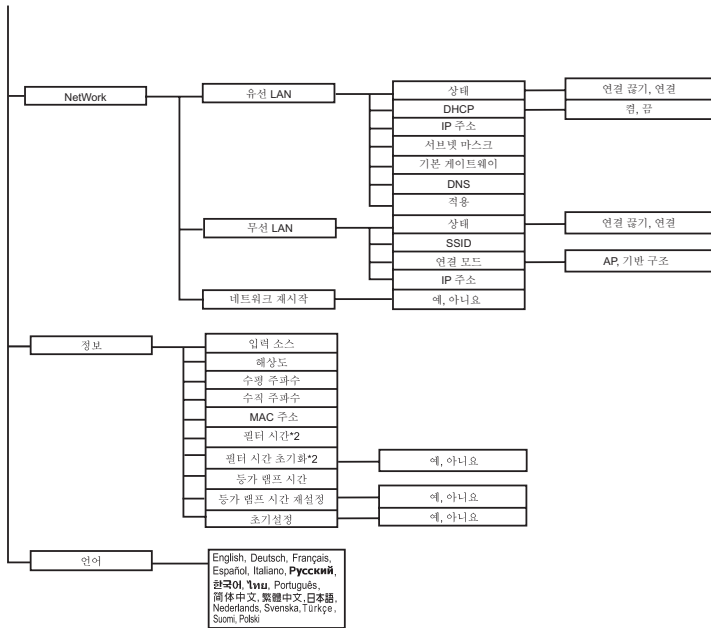 NetWork
유선 LAN
상태
연결 끊기, 연결
DHCP
켬, 끔
IP 주소
서브넷 마스크
기본 게이트웨이
DNS
적용
무선 LAN
상태
연결 끊기, 연결
SSID
연결 모드
AP, 기반 구조
IP 주소
네트워크 재시작
예, 아니요
정보
입력 소스
해상도
수평 주파수
수직 주파수
MAC 주소
필터 시간*2
필터 시간 초기화*2
예, 아니요
등가 램프 시간
등가 램프 시간 재설정
예, 아니요
초기설정
예, 아니요
언어
English, Deutsch, Français,
Español, Italiano, Русский,
한국어, ไทย, Português,
简体中文, 繁體中文, 日本語,
Nederlands, Svenska, Türkçe,
Suomi, Polski